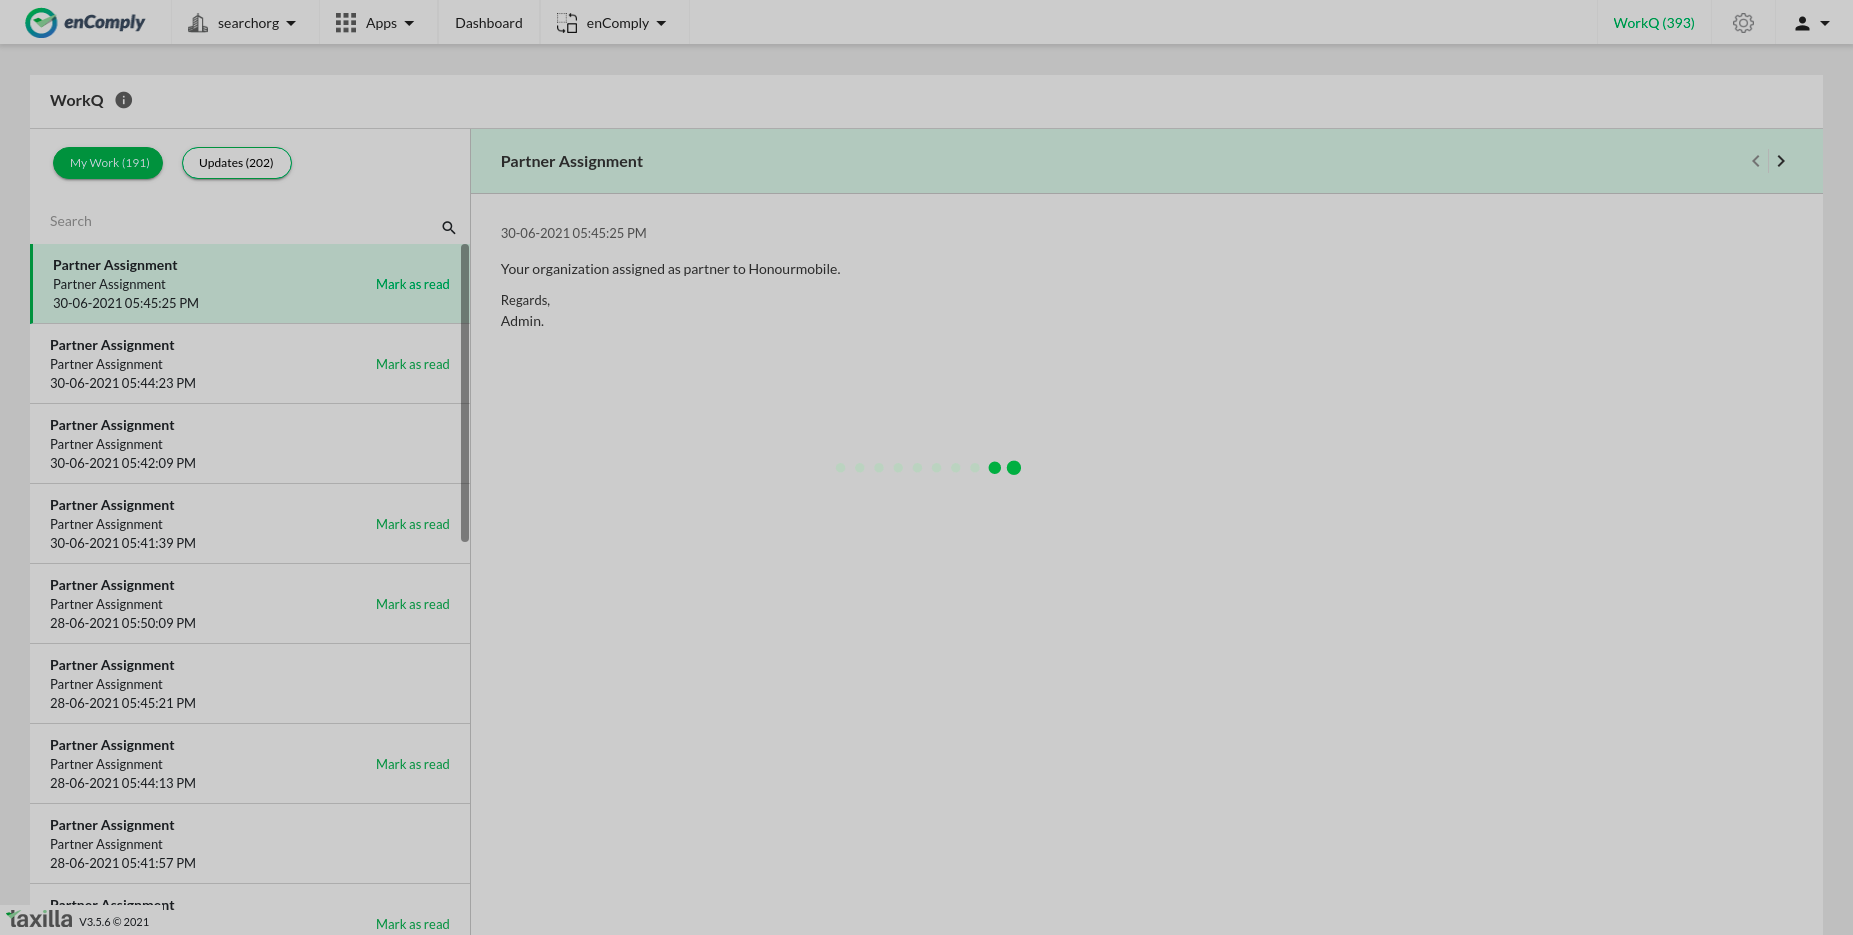 enComply
searchorg
Apps
Dashboard
enComply
WorkQ (393)
WorkQ
My Work (191)
Updates (202)
Search
Partner Assignment
Partner Assignment
Mark as read
30-06-2021 05:45:25 PM
Partner Assignment
Partner Assignment
Mark as read
30-06-2021 05:44:23 PM
Partner Assignment
Partner Assignment
30-06-2021 05:42:09 PM
Partner Assignment
Partner Assignment
Mark as read
30-06-2021 05:41:39 PM
Partner Assignment
Partner Assignment
Mark as read
28-06-2021 05:50:09 PM
Partner Assignment
Partner Assignment
28-06-2021 05:45:21 PM
Partner Assignment
Partner Assignment
Mark as read
28-06-2021 05:44:13 PM
Partner Assignment
Partner Assignment
28-06-2021 05:41:57 PM
Partner Assignment
Mark as read
Partner Assignment
30-06-2021 05:45:25 PM
Your organization assigned as partner to Honourmobile.
Regards,
Admin.
taxilla V3.5.6 © 2021